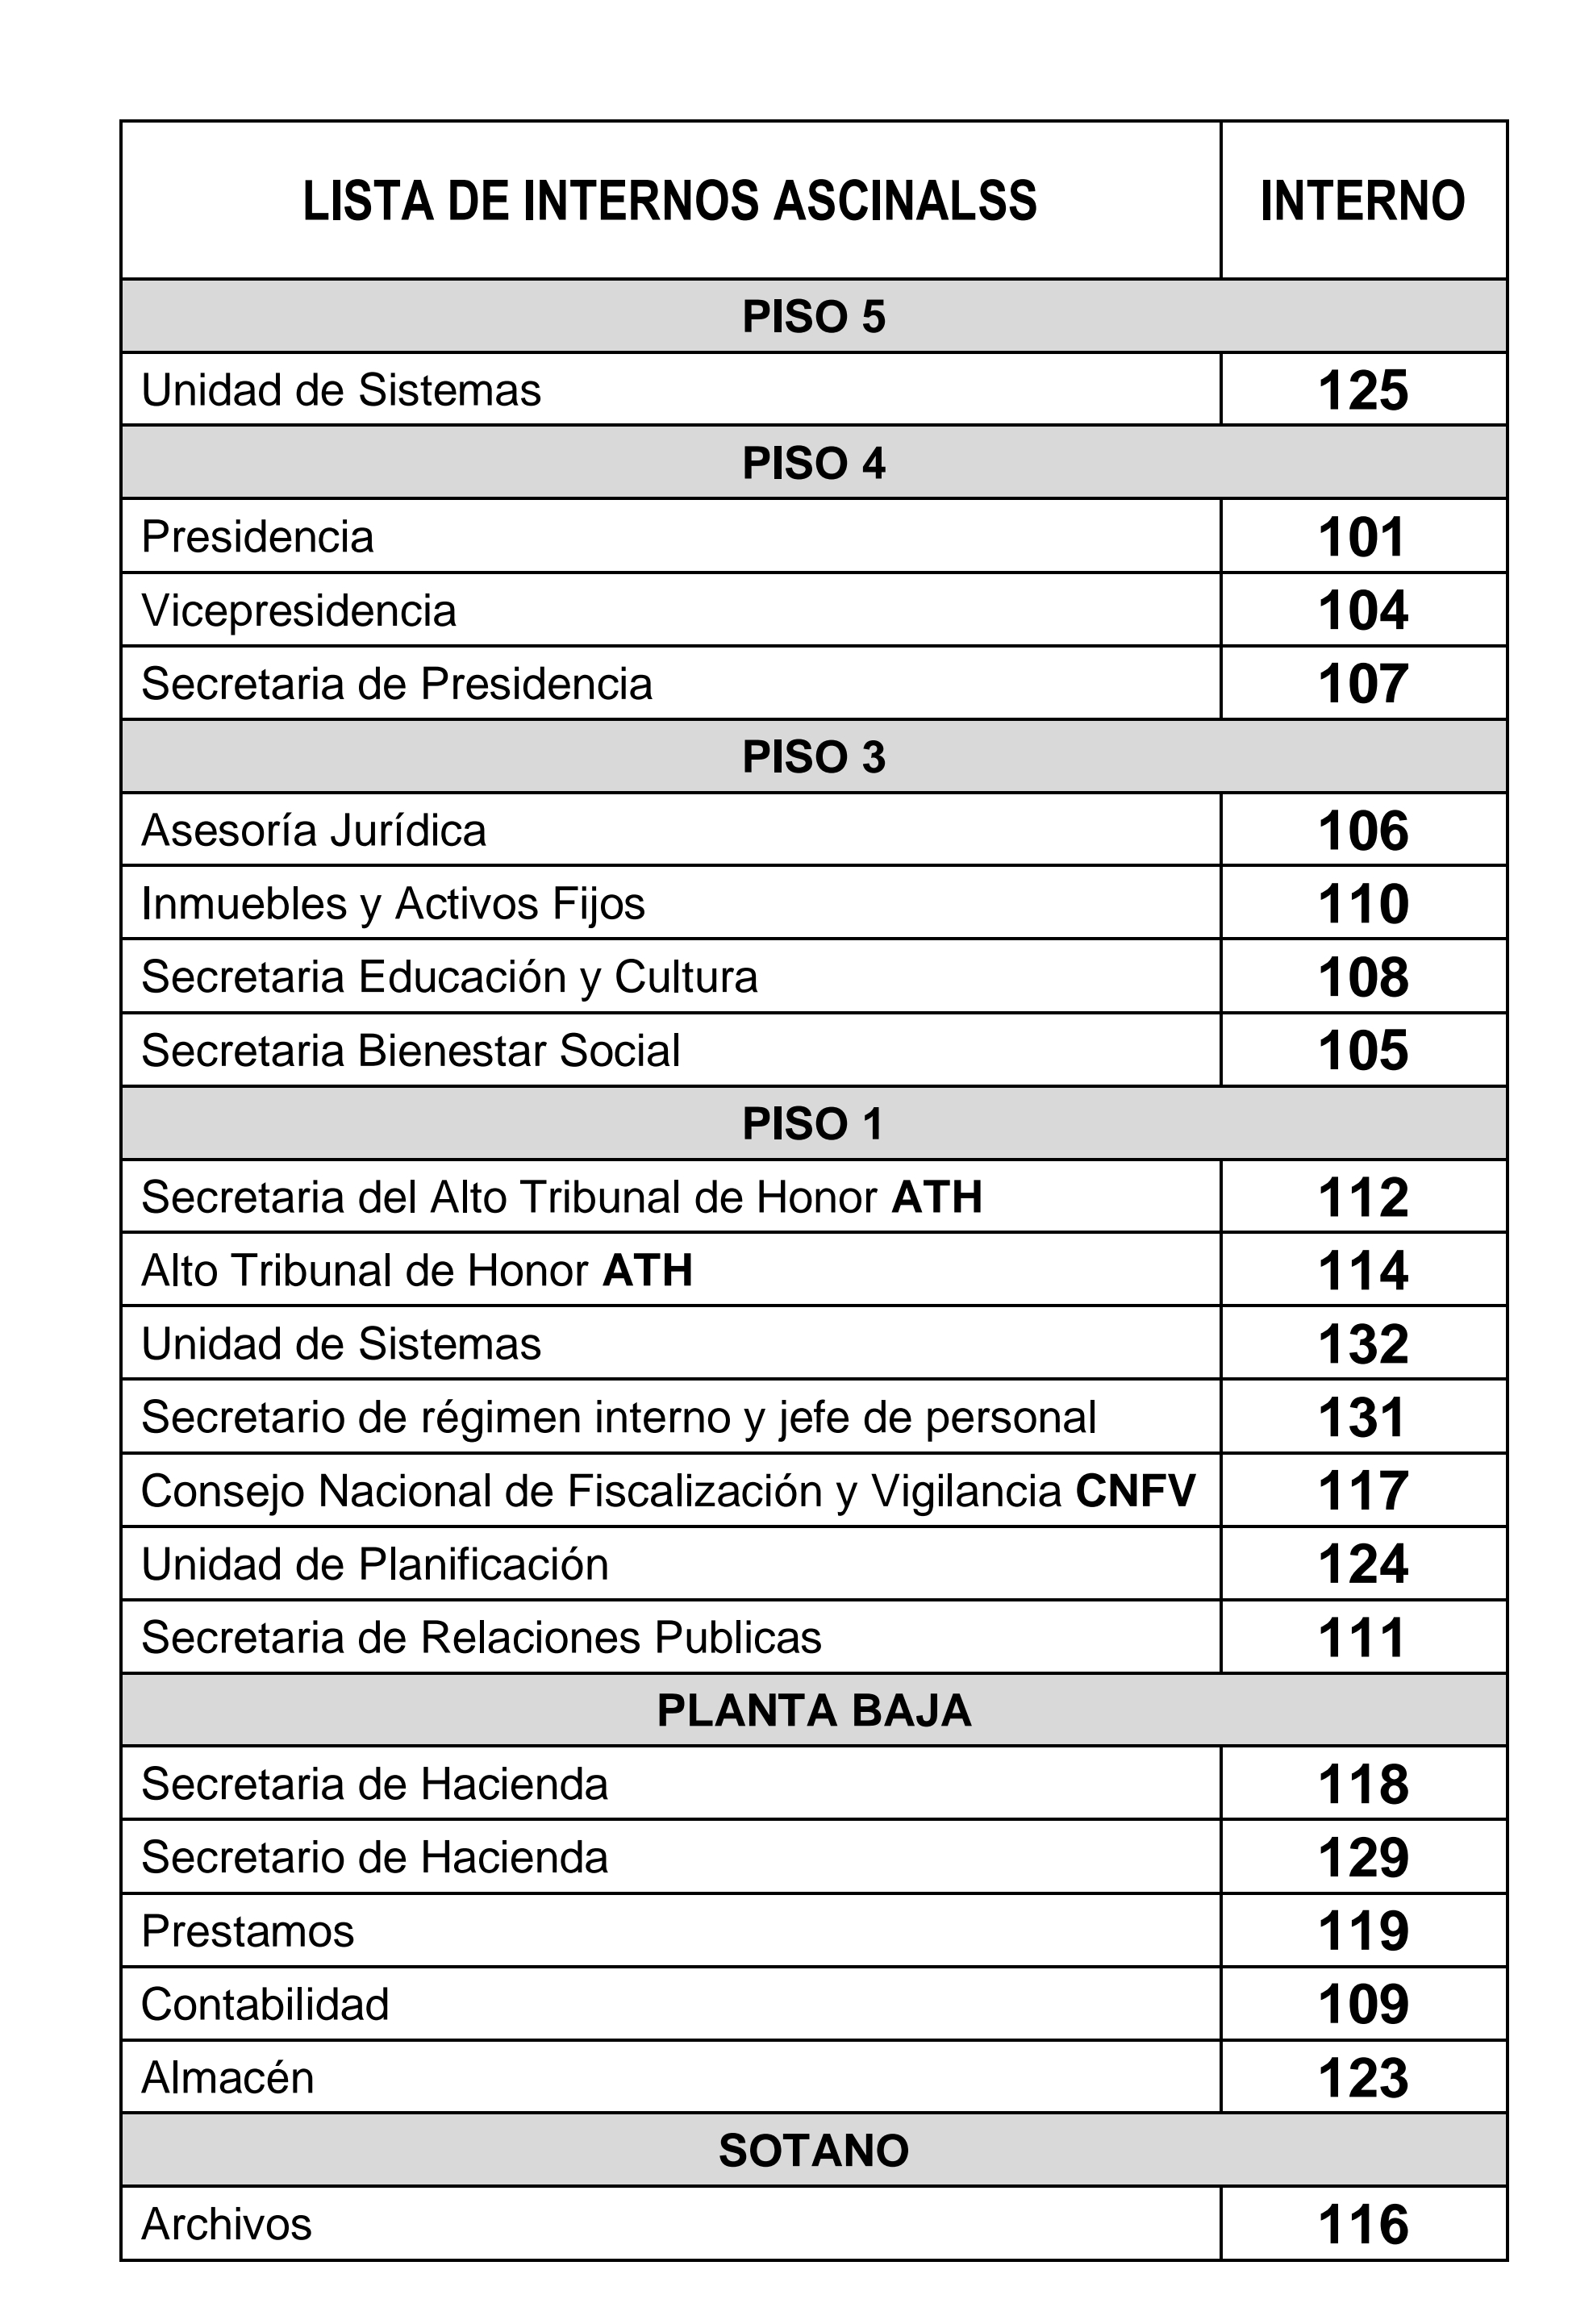 LISTA DE INTERNOS ASCINALSS INTERNO
PISO 5
Unidad de Sistemas 125
PISO 4
Presidencia 101
Vicepresidencia 104
Secretaria de Presidencia 107
PISO 3
Asesoría Jurídica 106
Inmuebles y Activos Fijos 110
Secretaria Educación y Cultura 108
Secretaria Bienestar Social 105
PISO 1
Secretaria del Alto Tribunal de Honor ATH 112
Alto Tribunal de Honor ATH 114
Unidad de Sistemas 132
Secretario de régimen interno y jefe de personal 131
Consejo Nacional de Fiscalización y Vigilancia CNFV 117
Unidad de Planificación 124
Secretaria de Relaciones Publicas 111
PLANTA BAJA
Secretaria de Hacienda 118
Secretario de Hacienda 129
Prestamos 119
Contabilidad 109
Almacén 123
SOTANO
Archivos 116